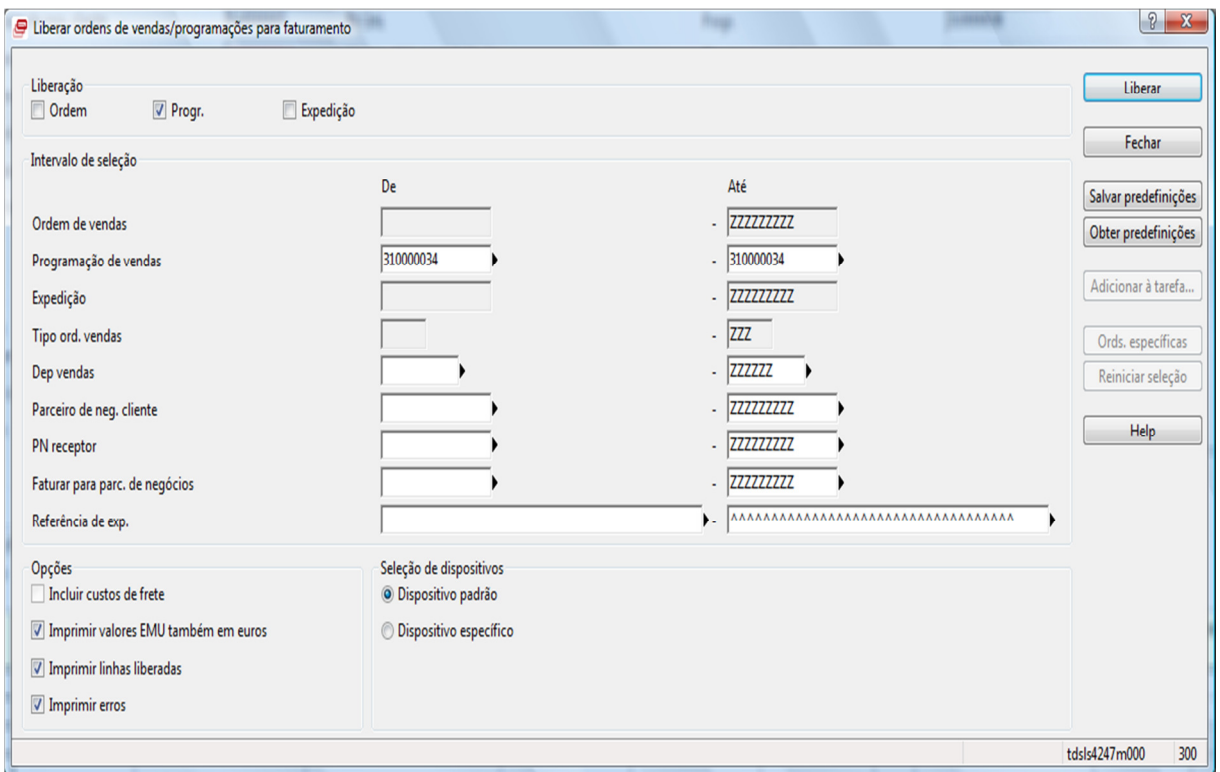 Liberar ordens de vendas/programações para faturamento
Liberação
Ordem Progr. Expedição
Liberar
Fechar
Intervalo de seleção
De Até
Salvar predefinições
Ordem de vendas - ZZZZZZZZZ
Obter predefinições
Programação de vendas 310000034 - 310000034
Adicionar à tarefa...
Expedição - ZZZZZZZZZ
Tipo ord. vendas - ZZZ
Ords. específicas
Dep vendas - ZZZZZZ
Reiniciar seleção
Parceiro de neg. cliente - ZZZZZZZZZ
Help
PN receptor - ZZZZZZZZZ
Faturar para parc. de negócios - ZZZZZZZZZ
Referência de exp. - ^^^^^^^^^^^^^^^^^^^^^^^^^^^^^^^^^^^
Opções
Incluir custos de frete
Imprimir valores EMU também em euros
Imprimir linhas liberadas
Imprimir erros
Seleção de dispositivos
Dispositivo padrão
Dispositivo específico
tdsls4247m000 300